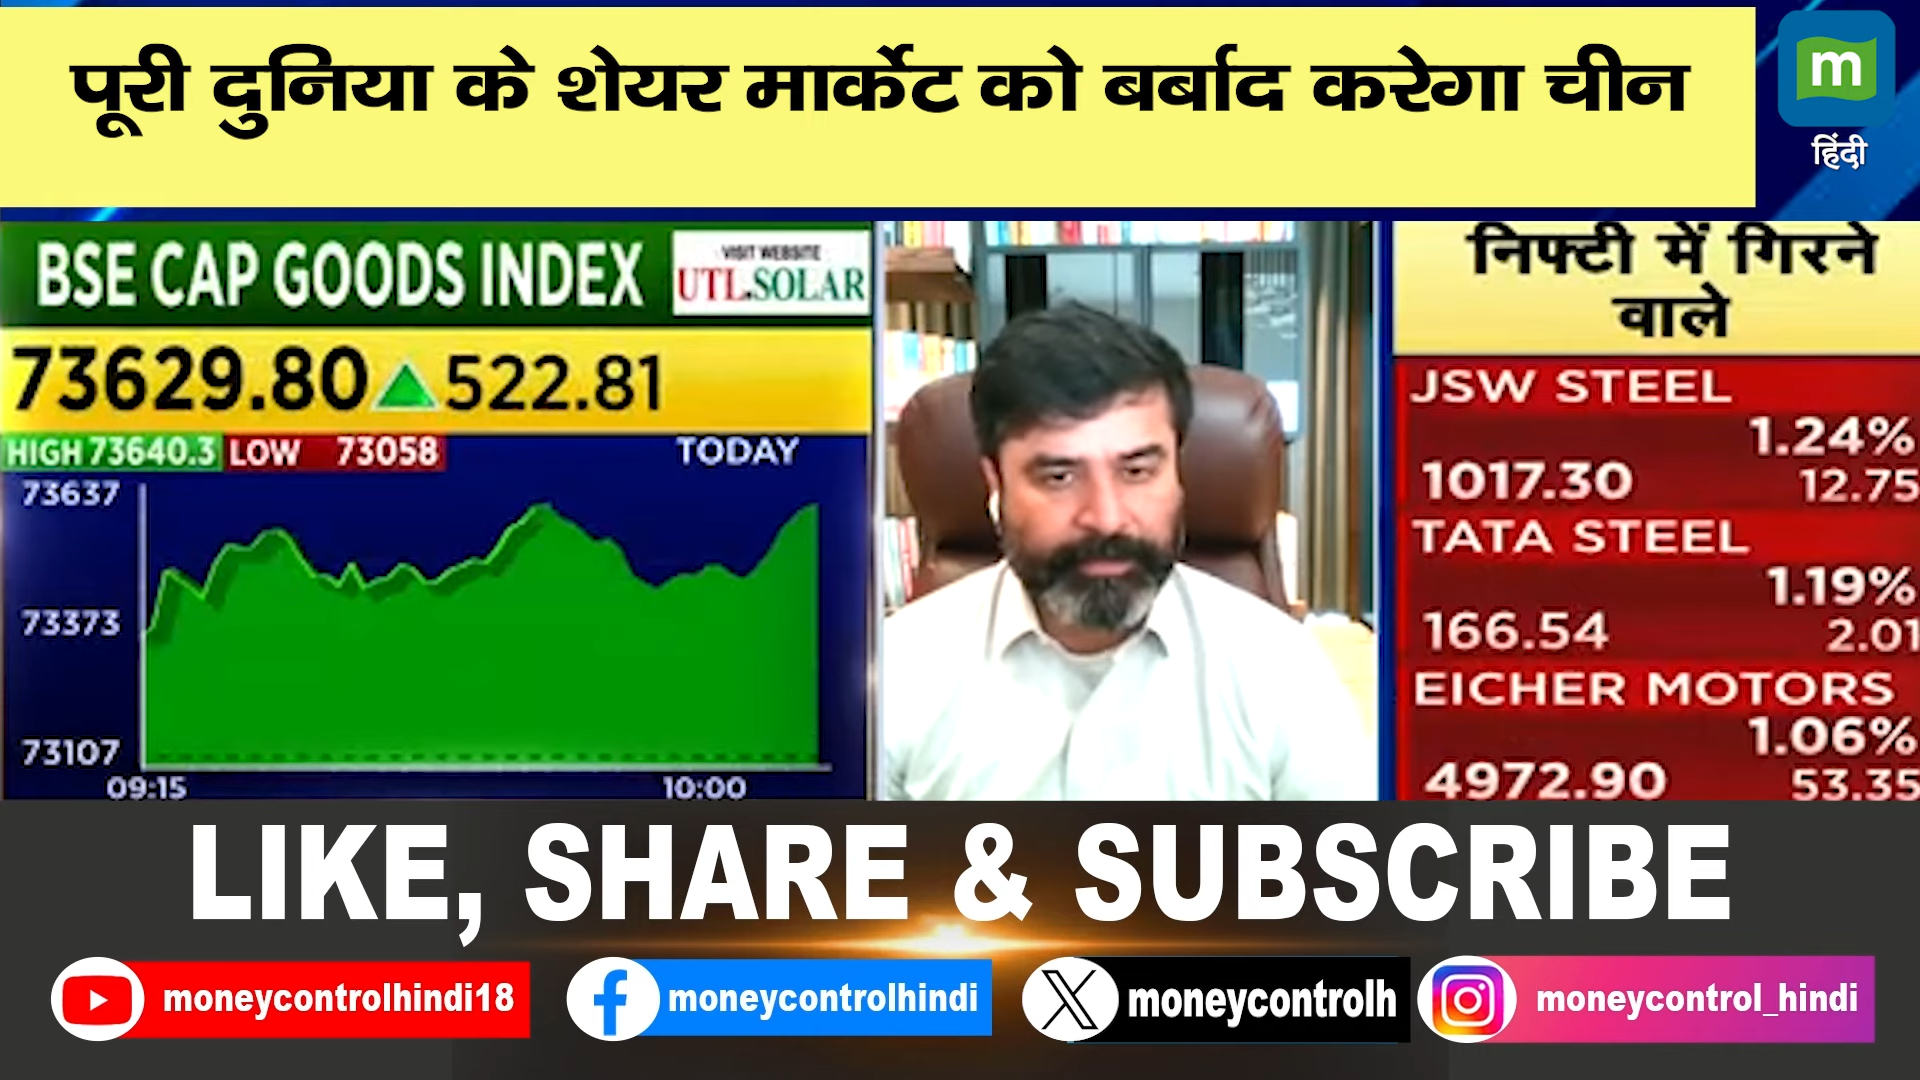 पूरी दुनिया के शेयर मार्केट को बर्बाद करेगा चीन
m
हिंदी
BSE CAP GOODS INDEX
VISIT WEBSITE
UTLSOLAR
73629.80 ▲ 522.81
HIGH 73640.3 LOW 73058
TODAY
73637
73373
73107
09:15
10:00
निफ्टी में गिरने
वाले
JSW STEEL
1.24%
1017.30
12.75
TATA STEEL
1.19%
166.54
2.01
EICHER MOTORS
1.06%
4972.90
53.35
LIKE, SHARE & SUBSCRIBE
moneycontrolhindi18
moneycontrolhindi
moneycontrolh
moneycontrol_hindi